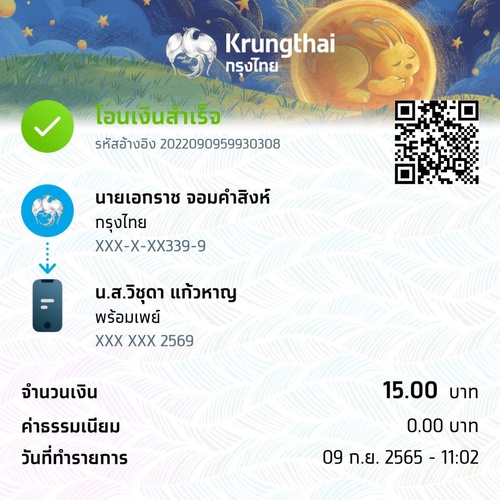 Krungthai
กรุงไทย
โอนเงินสำเร็จ
รหัสอ้างอิง 2022090959930308
นายเอกราช จอมคำสิงห์
กรุงไทย
XXX-X-XX339-9
น.ส.วิชุดา แก้วหาญ
พร้อมเพย์
XXX XXX 2569
จำนวนเงิน 15.00 บาท
ค่าธรรมเนียม 0.00 บาท
วันที่ทำรายการ 09 ก.ย. 2565 - 11:02